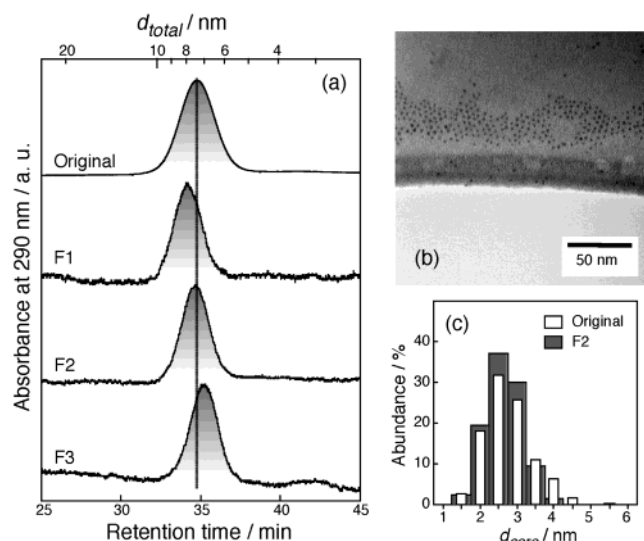 d_total / nm
20 10 8 6 4
(a)
Original
F1
F2
F3
Absorbance at 290 nm / a. u.
25 30 35 40 45
Retention time / min
(b)
50 nm
(c)
Original
F2
Abundance / %
40
30
20
10
0
1 2 3 4 5 6
d_core / nm